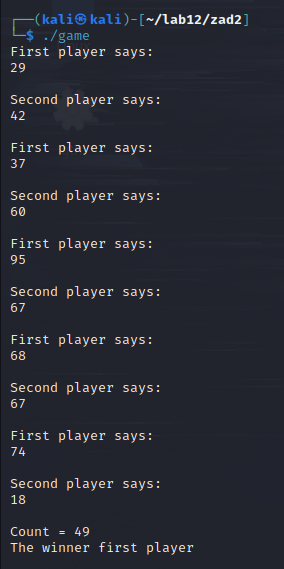 ┌──(kali㉿kali)-[~/lab12/zad2]
└─$ ./game
First player says:
29
Second player says:
42
First player says:
37
Second player says:
60
First player says:
95
Second player says:
67
First player says:
68
Second player says:
67
First player says:
74
Second player says:
18
Count = 49
The winner first player